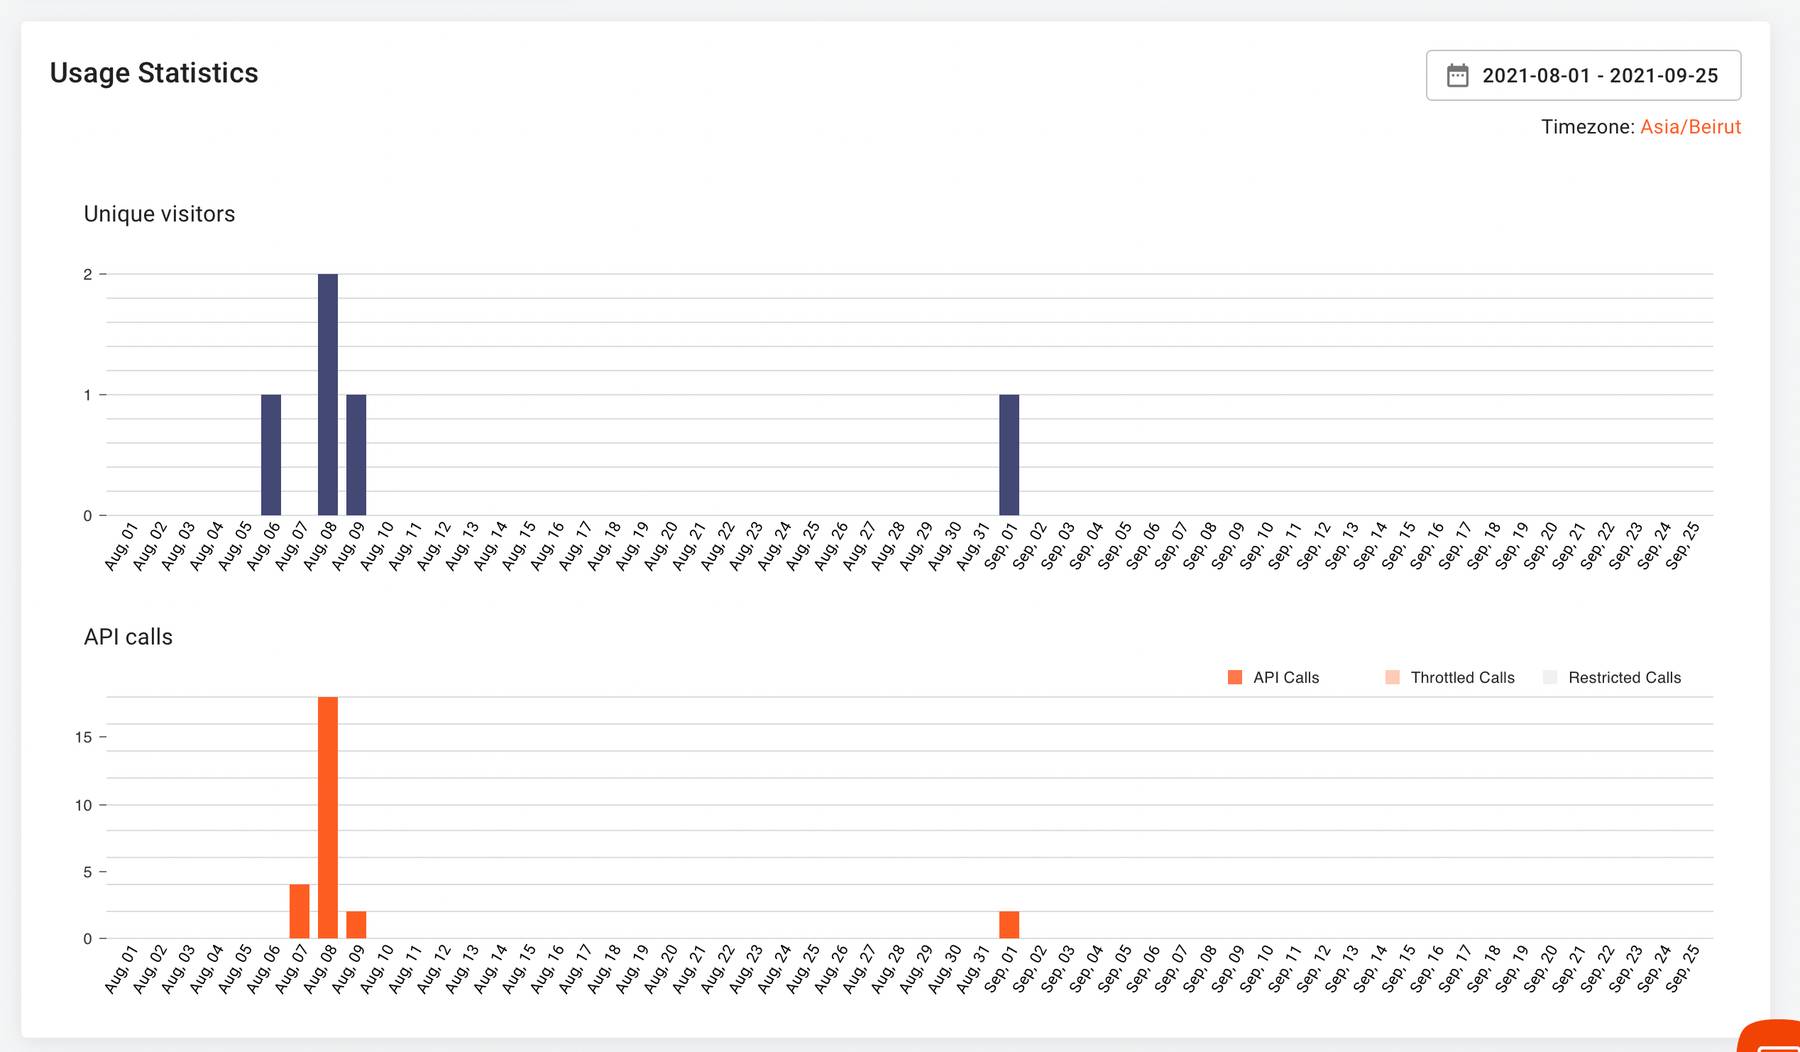 Usage Statistics
2021-08-01 - 2021-09-25
Timezone: Asia/Beirut
Unique visitors
2
1
0
Aug, 01 Aug, 02 Aug, 03 Aug, 04 Aug, 05 Aug, 06 Aug, 07 Aug, 08 Aug, 09 Aug, 10 Aug, 11 Aug, 12 Aug, 13 Aug, 14 Aug, 15 Aug, 16 Aug, 17 Aug, 18 Aug, 19 Aug, 20 Aug, 21 Aug, 22 Aug, 23 Aug, 24 Aug, 25 Aug, 26 Aug, 27 Aug, 28 Aug, 29 Aug, 30 Aug, 31 Sep, 01 Sep, 02 Sep, 03 Sep, 04 Sep, 05 Sep, 06 Sep, 07 Sep, 08 Sep, 09 Sep, 10 Sep, 11 Sep, 12 Sep, 13 Sep, 14 Sep, 15 Sep, 16 Sep, 17 Sep, 18 Sep, 19 Sep, 20 Sep, 21 Sep, 22 Sep, 23 Sep, 24 Sep, 25
API calls
API Calls Throttled Calls Restricted Calls
15
10
5
0
Aug, 01 Aug, 02 Aug, 03 Aug, 04 Aug, 05 Aug, 06 Aug, 07 Aug, 08 Aug, 09 Aug, 10 Aug, 11 Aug, 12 Aug, 13 Aug, 14 Aug, 15 Aug, 16 Aug, 17 Aug, 18 Aug, 19 Aug, 20 Aug, 21 Aug, 22 Aug, 23 Aug, 24 Aug, 25 Aug, 26 Aug, 27 Aug, 28 Aug, 29 Aug, 30 Aug, 31 Sep, 01 Sep, 02 Sep, 03 Sep, 04 Sep, 05 Sep, 06 Sep, 07 Sep, 08 Sep, 09 Sep, 10 Sep, 11 Sep, 12 Sep, 13 Sep, 14 Sep, 15 Sep, 16 Sep, 17 Sep, 18 Sep, 19 Sep, 20 Sep, 21 Sep, 22 Sep, 23 Sep, 24 Sep, 25